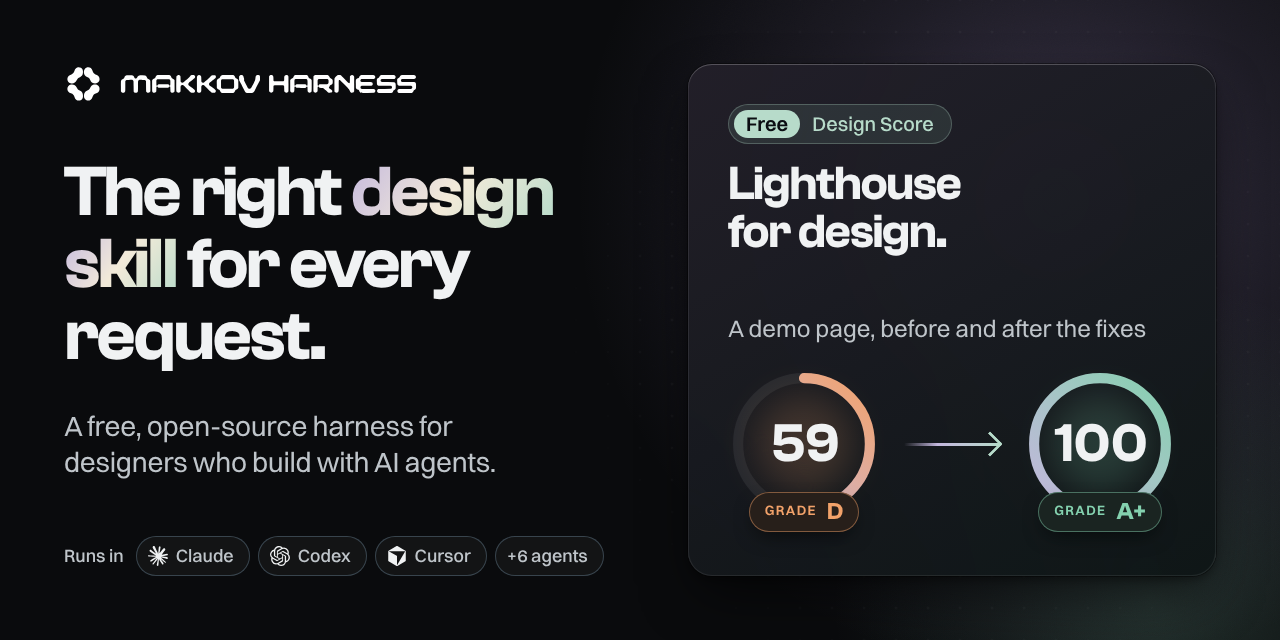 MAKKOV HARNESS
The right design
skill for every
request.
A free, open-source harness for
designers who build with AI agents.
Runs in Claude Codex Cursor +6 agents
Free Design Score
Lighthouse
for design.
A demo page, before and after the fixes
59 100
GRADE D GRADE A+